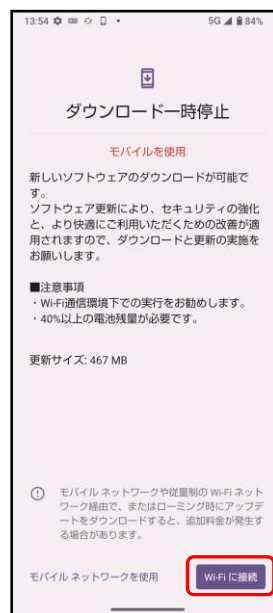 13:54 5G 84%
ダウンロード一時停止
モバイルを使用
新しいソフトウェアのダウンロードが可能で
す。
ソフトウェア更新により、セキュリティの強化
と、より快適にご利用いただくための改善が適
用されますので、ダウンロードと更新の実施を
お願いします。
■注意事項
・Wi-Fi通信環境下での実行をお勧めします。
・40%以上の電池残量が必要です。
更新サイズ: 467 MB
モバイル ネットワークや従量制の Wi-Fi ネット
ワーク経由で、またはローミング時にアップデ
ートをダウンロードすると、追加料金が発生す
る場合があります。
モバイル ネットワークを使用 Wi-Fi に接続